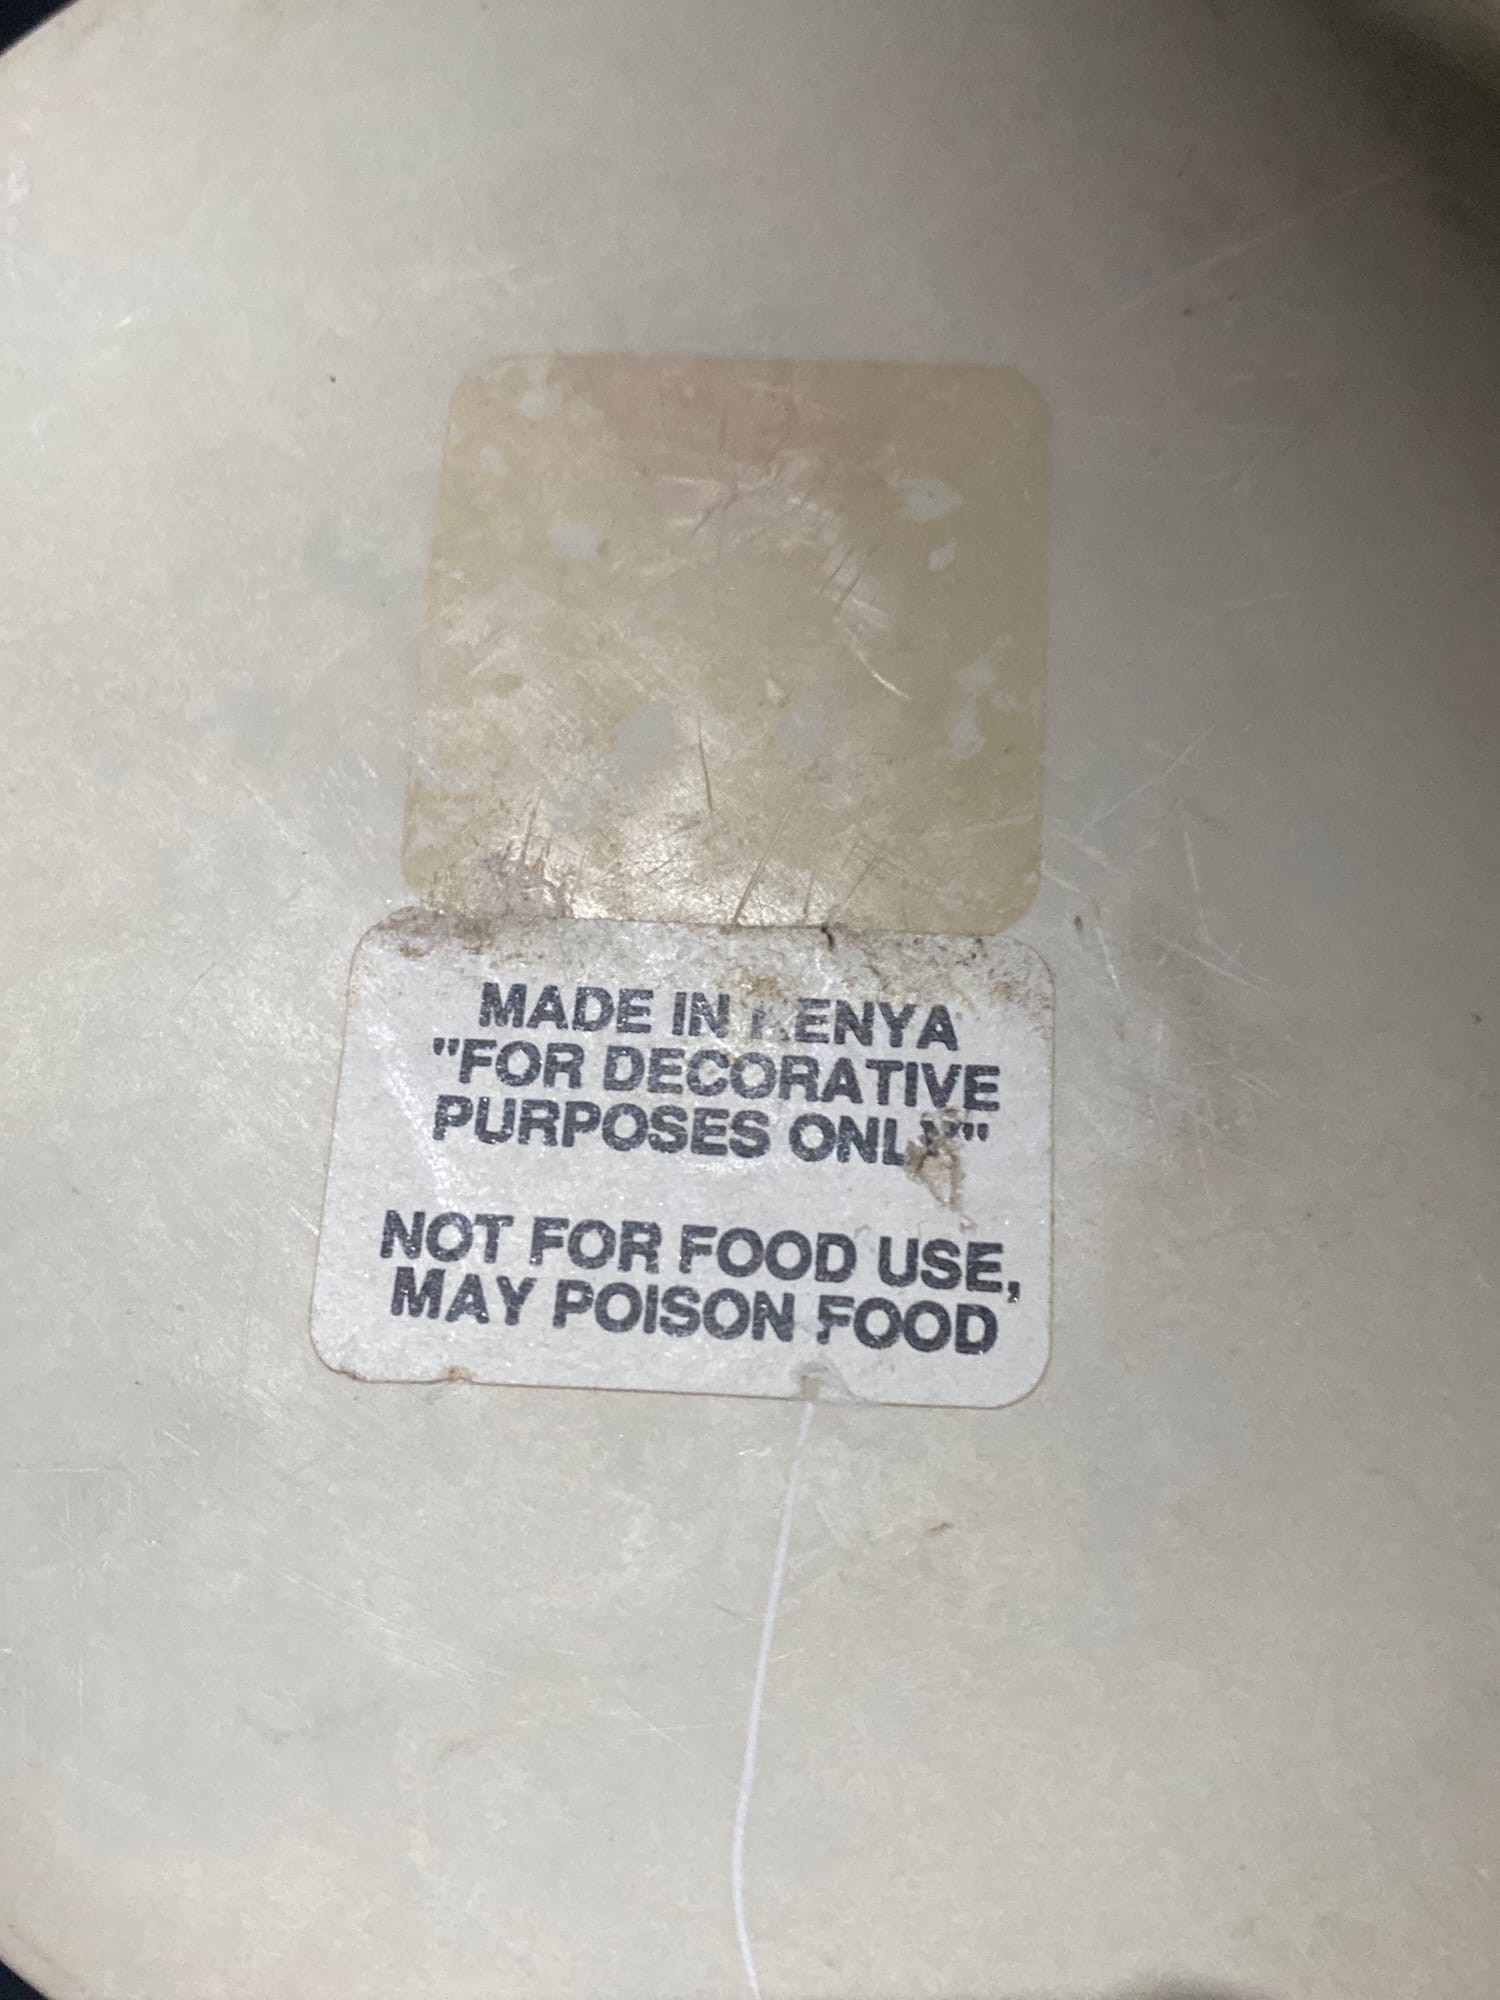 MADE IN KENYA
"FOR DECORATIVE
PURPOSES ONLY"
NOT FOR FOOD USE,
MAY POISON FOOD